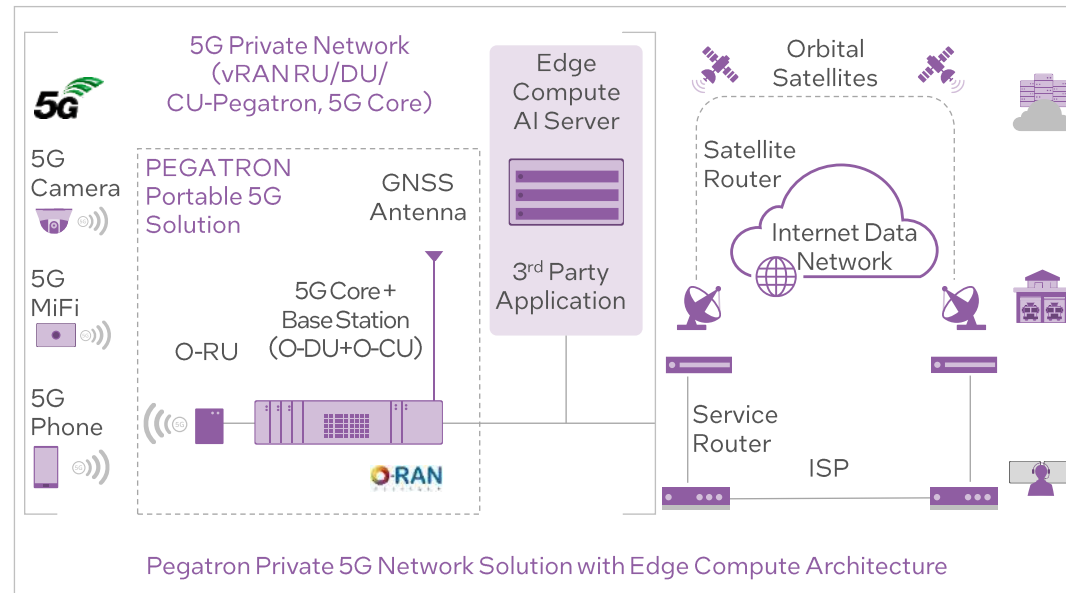 5G Private Network
(vRAN RU/DU/
CU-Pegatron, 5G Core)
5G
5G
Camera
5G
MiFi
5G
Phone
PEGATRON
Portable 5G
Solution
GNSS
Antenna
5G Core +
Base Station
(O-DU+O-CU)
O-RU
5G
O-RAN
Edge
Compute
AI Server
3rd Party
Application
Orbital
Satellites
Satellite
Router
Internet Data
Network
Service
Router
ISP
Pegatron Private 5G Network Solution with Edge Compute Architecture